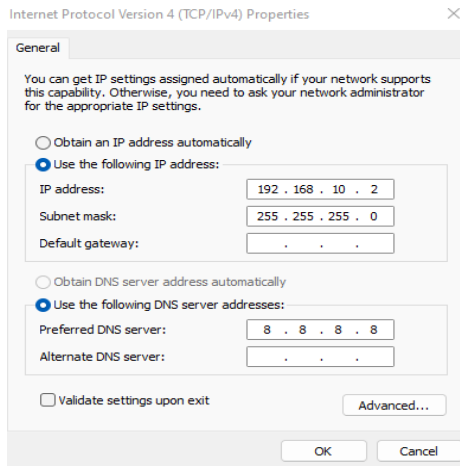 Internet Protocol Version 4 (TCP/IPv4) Properties
General
You can get IP settings assigned automatically if your network supports
this capability. Otherwise, you need to ask your network administrator
for the appropriate IP settings.
Obtain an IP address automatically
Use the following IP address:
IP address: 192 . 168 . 10 . 2
Subnet mask: 255 . 255 . 255 . 0
Default gateway: . . .
Obtain DNS server address automatically
Use the following DNS server addresses:
Preferred DNS server: 8 . 8 . 8 . 8
Alternate DNS server: . . .
Validate settings upon exit
Advanced...
OK Cancel